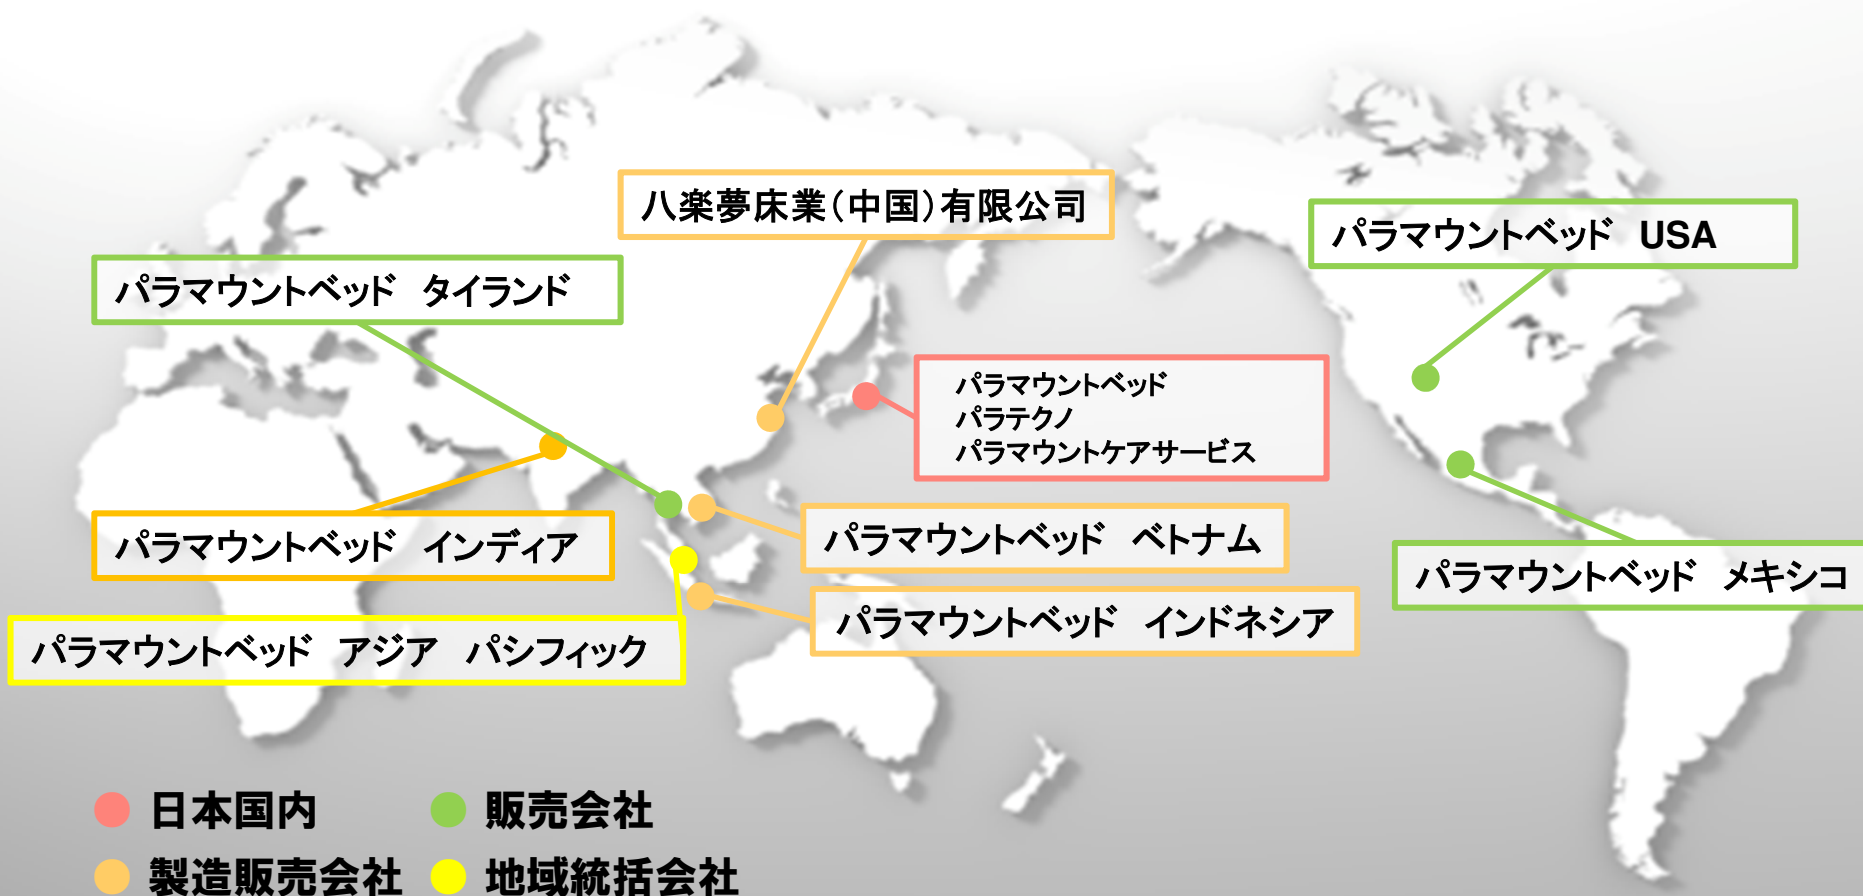 八楽夢床業（中国）有限公司
パラマウントベッド　USA
パラマウントベッド　タイランド
パラマウントベッド
パラテクノ
パラマウントケアサービス
パラマウントベッド　インディア
パラマウントベッド　ベトナム
パラマウントベッド　メキシコ
パラマウントベッド　インドネシア
パラマウントベッド　アジア　パシフィック
日本国内
販売会社
製造販売会社
地域統括会社